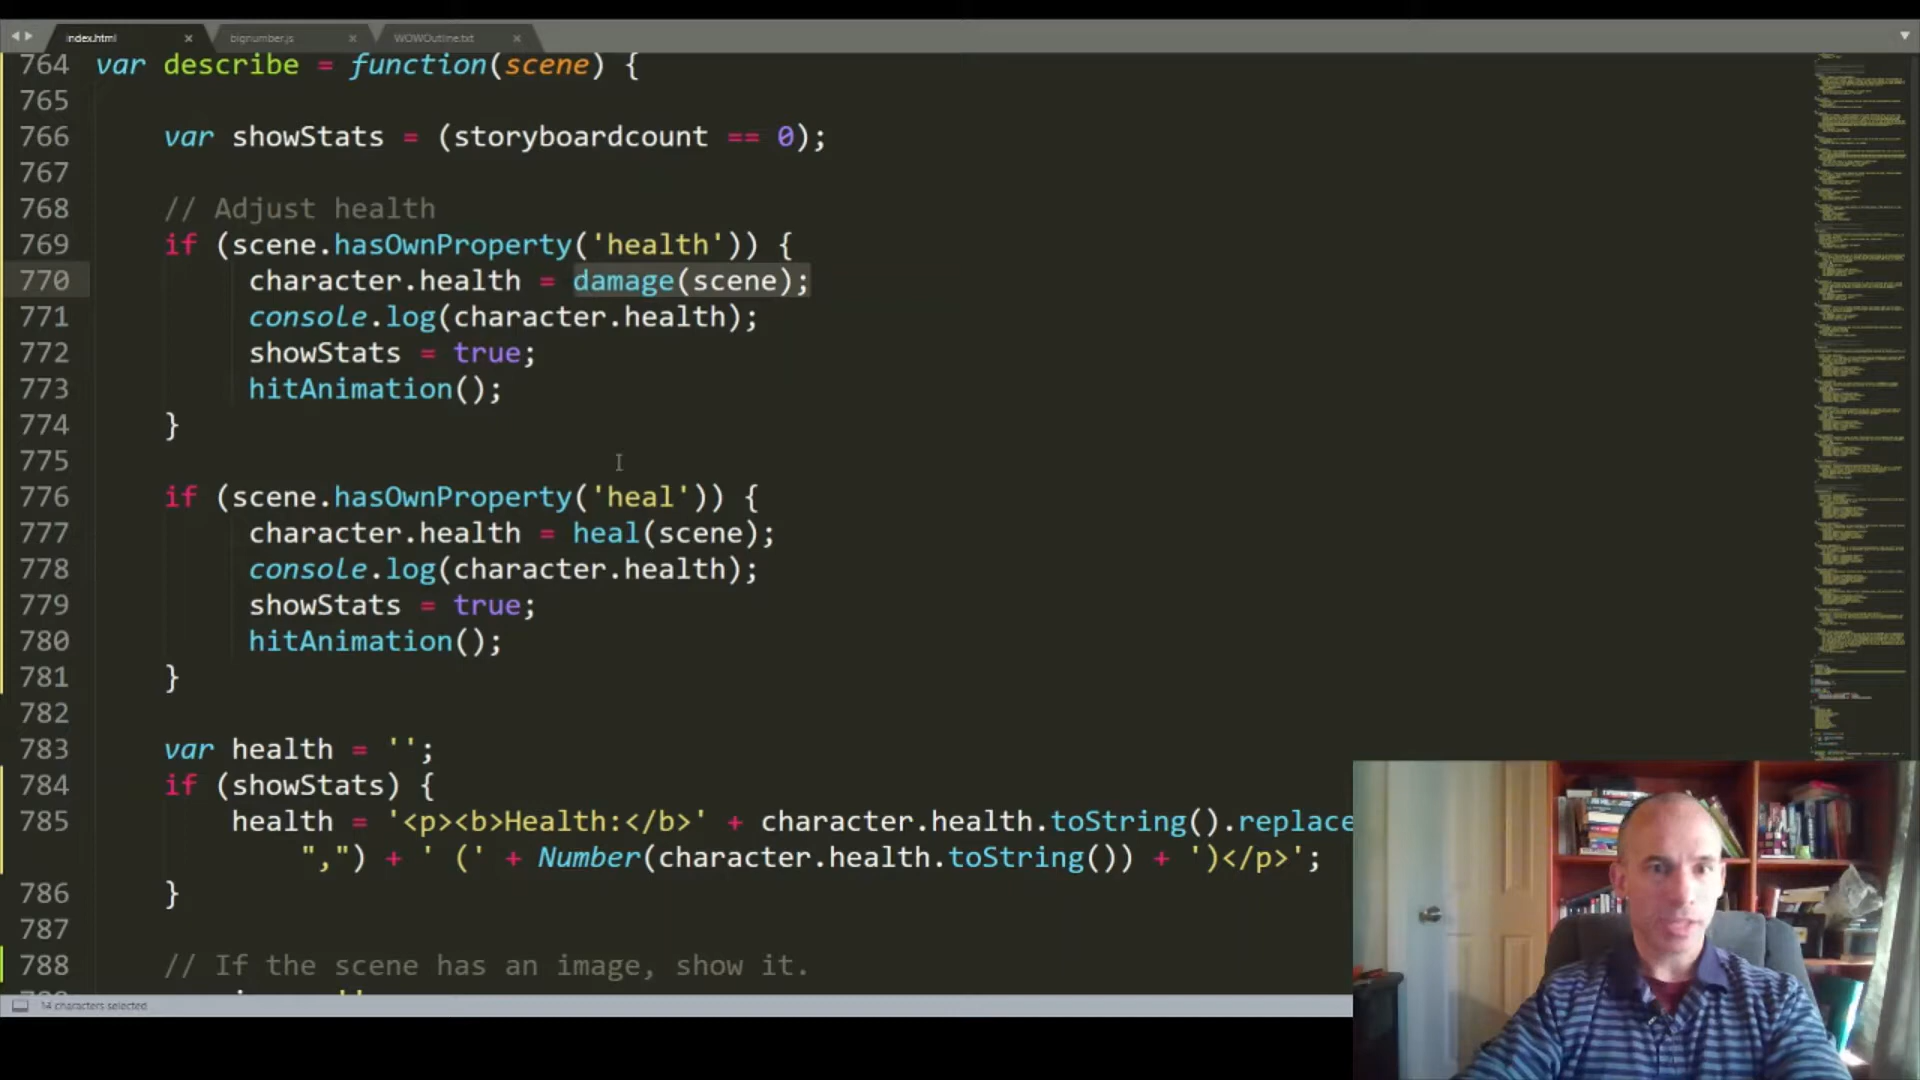 index.html × bignumber.js × WOWOutline.txt ×
764 var describe = function(scene) {
765
766 var showStats = (storyboardcount == 0);
767
768 // Adjust health
769 if (scene.hasOwnProperty('health')) {
770 character.health = damage(scene);
771 console.log(character.health);
772 showStats = true;
773 hitAnimation();
774 }
775
776 if (scene.hasOwnProperty('heal')) {
777 character.health = heal(scene);
778 console.log(character.health);
779 showStats = true;
780 hitAnimation();
781 }
782
783 var health = '';
784 if (showStats) {
785 health = '<p><b>Health:</b>' + character.health.toString().replace
",") + ' (' + Number(character.health.toString()) + ')</p>';
786 }
787
788 // If the scene has an image, show it.
14 characters selected